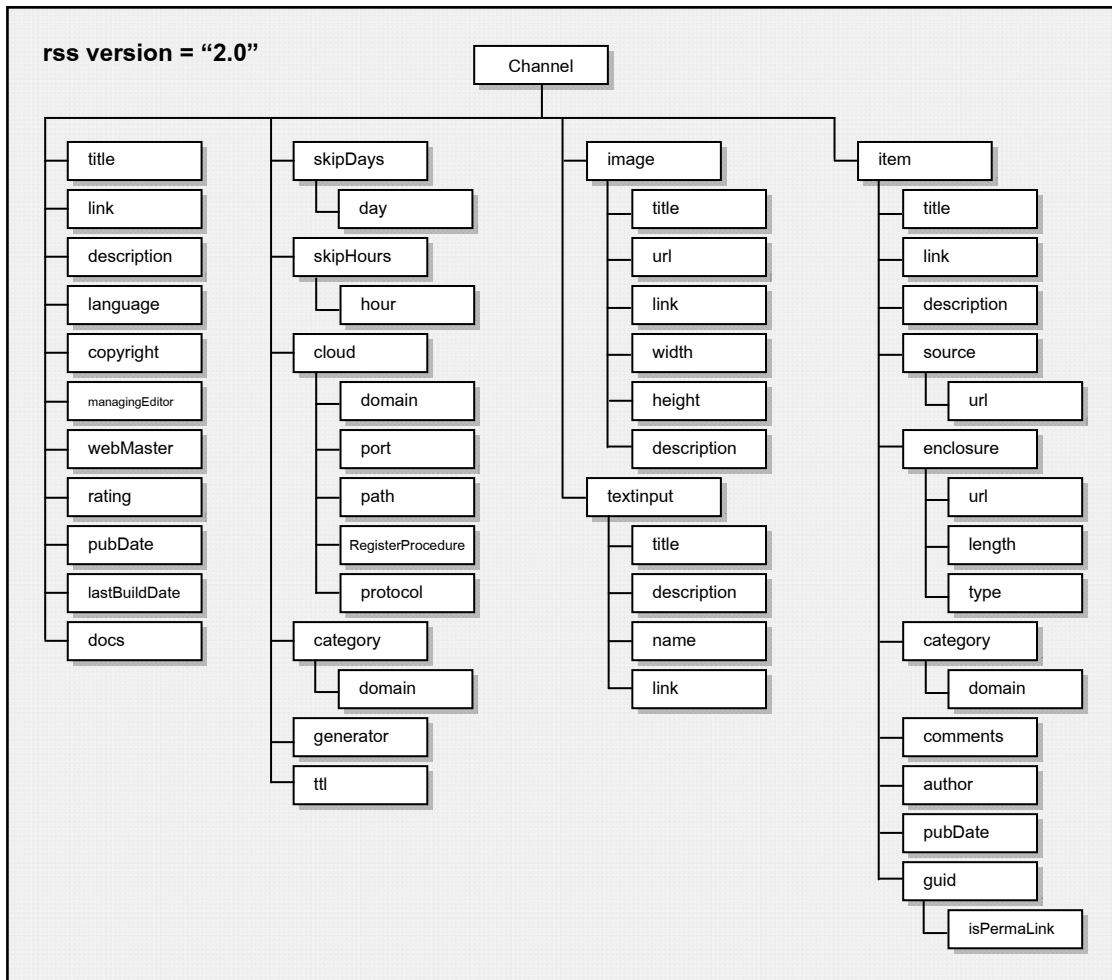 rss version = “2.0”
Channel
title
link
description
language
copyright
managingEditor
webMaster
rating
pubDate
lastBuildDate
docs
skipDays
day
skipHours
hour
cloud
domain
port
path
RegisterProcedure
protocol
category
domain
generator
ttl
image
title
url
link
width
height
description
textinput
title
description
name
link
item
title
link
description
source
url
enclosure
url
length
type
category
domain
comments
author
pubDate
guid
isPermaLink